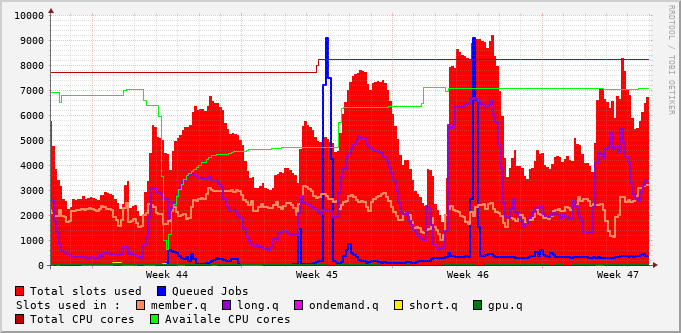 10000
9000
8000
7000
6000
5000
4000
3000
2000
1000
0
Week 44 Week 45 Week 46 Week 47
Total slots used Queued Jobs
Slots used in : member.q long.q ondemand.q short.q gpu.q
Total CPU cores Availale CPU cores
RRDTOOL / TOBI OETIKER